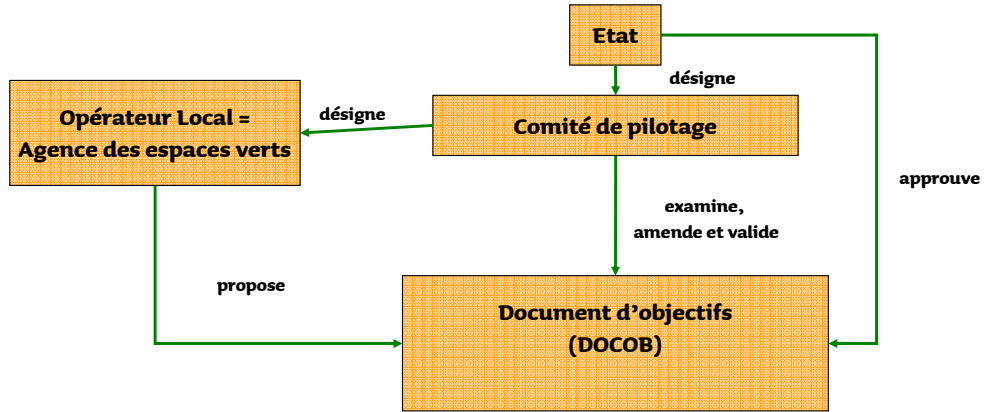 Etat
désigne
Opérateur Local =
Agence des espaces verts
désigne
Comité de pilotage
approuve
examine,
amende et valide
propose
Document d’objectifs
(DOCOB)